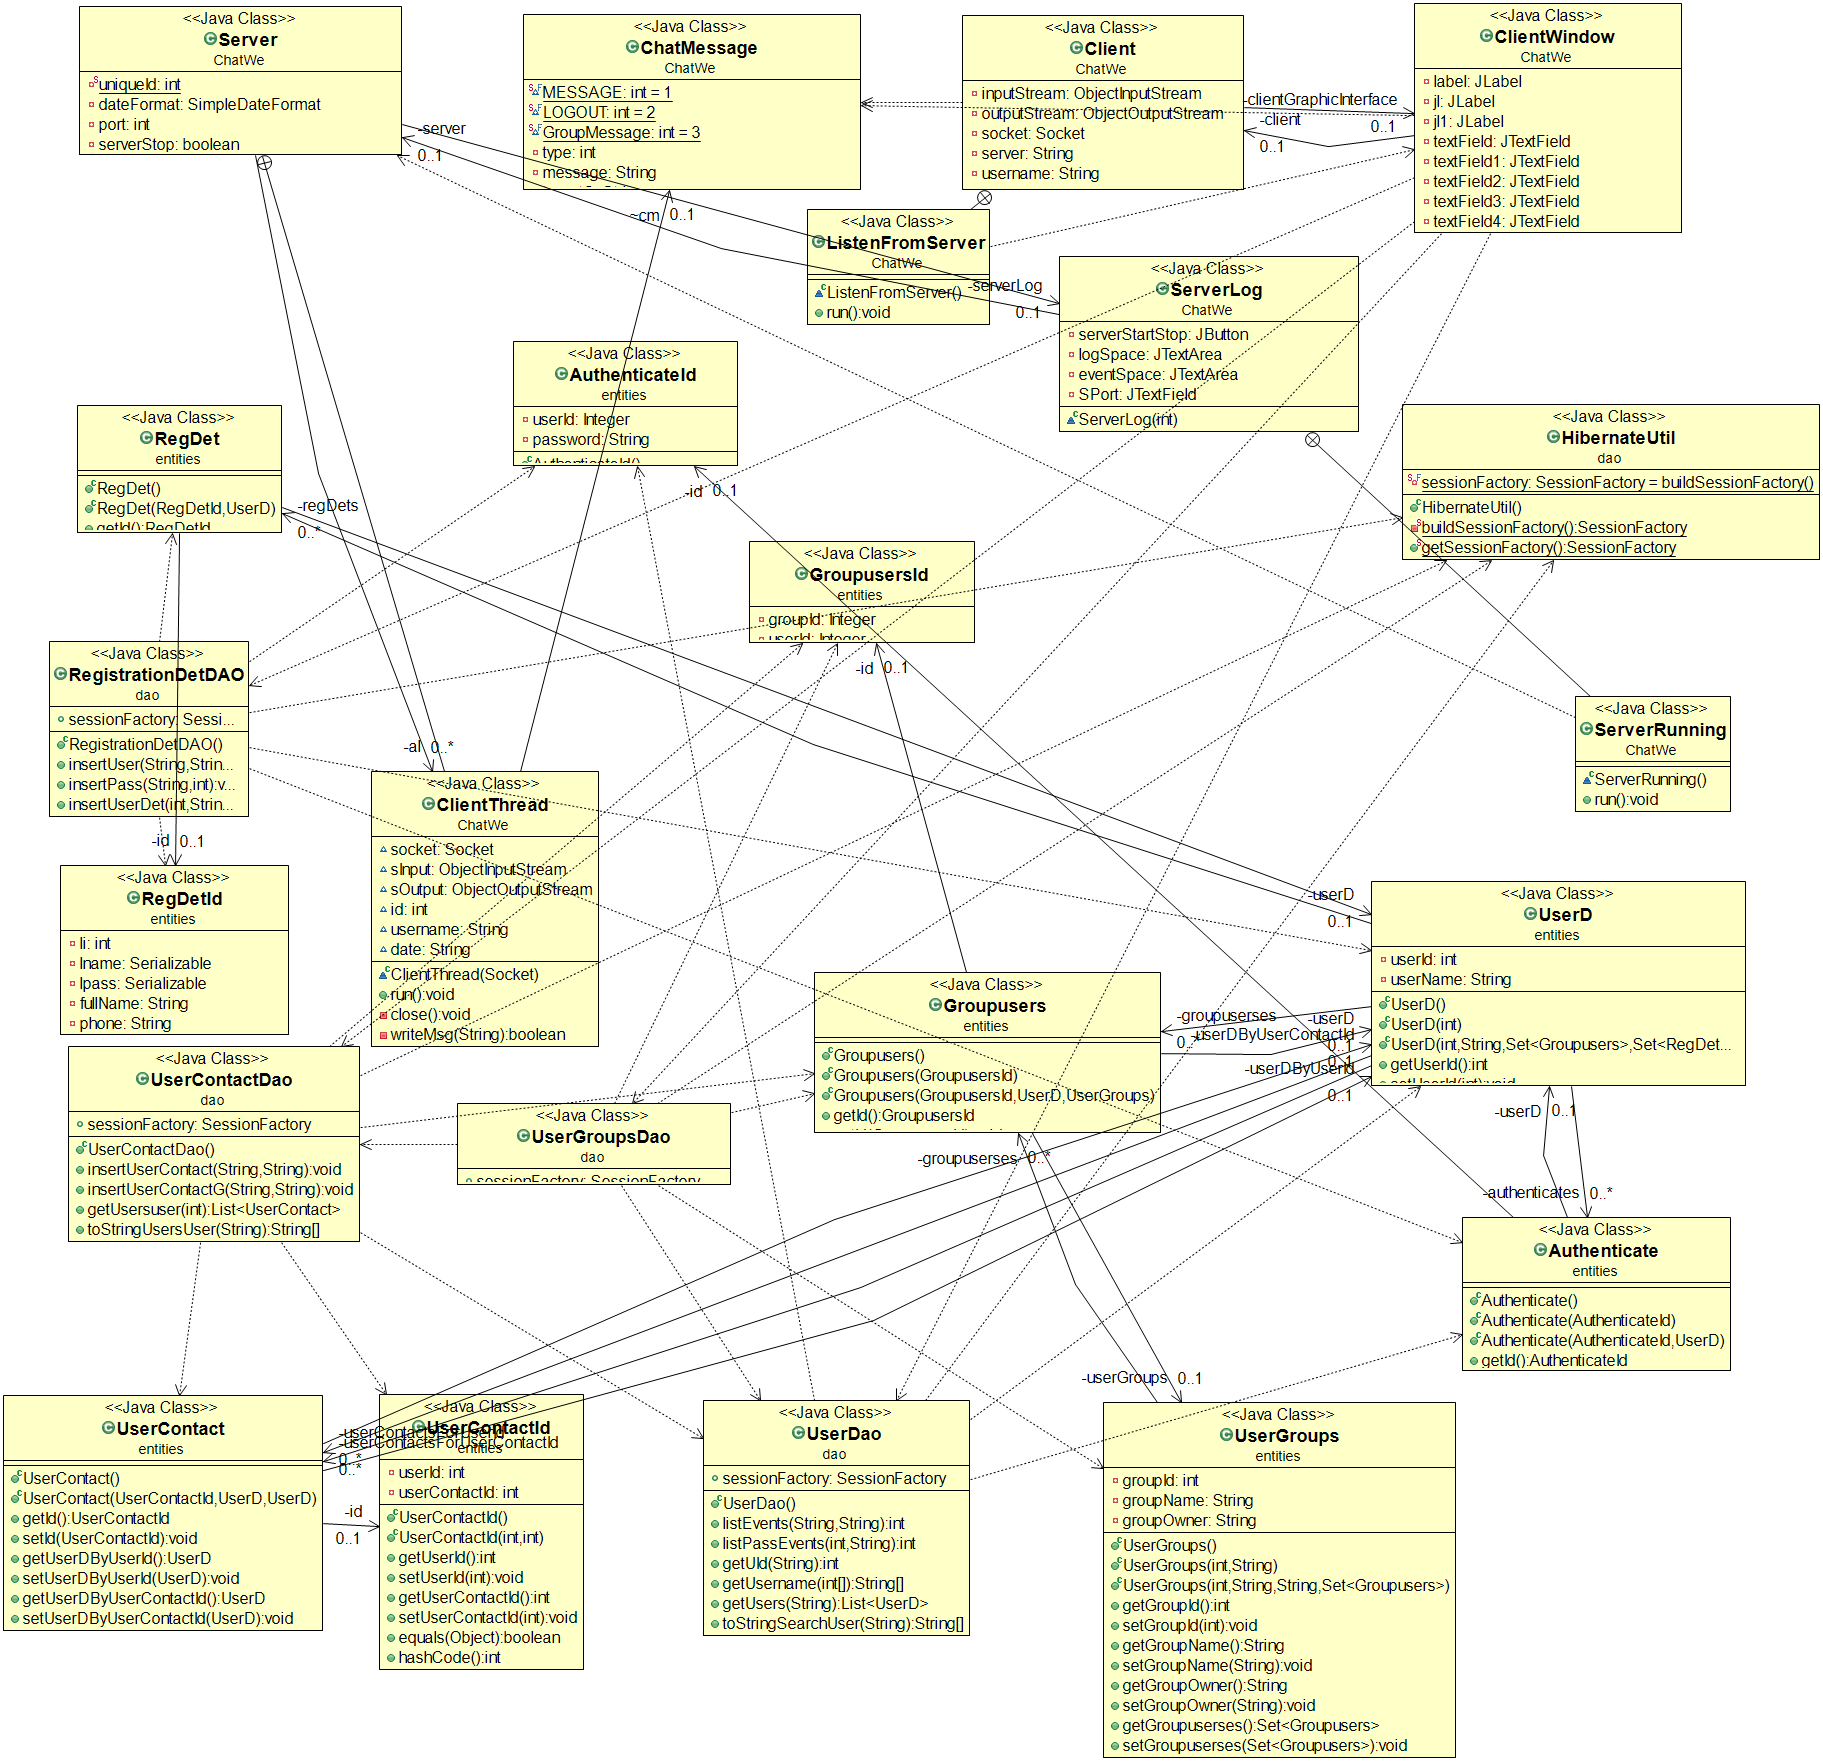 <<Java Class>>
Server
ChatWe
uniqueId: int
dateFormat: SimpleDateFormat
port: int
serverStop: boolean
<<Java Class>>
ChatMessage
ChatWe
MESSAGE: int = 1
LOGOUT: int = 2
GroupMessage: int = 3
type: int
message: String
<<Java Class>>
Client
ChatWe
inputStream: ObjectInputStream
outputStream: ObjectOutputStream
socket: Socket
server: String
username: String
<<Java Class>>
ClientWindow
ChatWe
label: JLabel
jl: JLabel
jl1: JLabel
textField: JTextField
textField1: JTextField
textField2: JTextField
textField3: JTextField
textField4: JTextField
-clientGraphicInterface
0..1
-client
0..1
-server
0..1
~cm 0..1
<<Java Class>>
ListenFromServer
ChatWe
ListenFromServer()
run():void
-serverLog
0..1
<<Java Class>>
ServerLog
ChatWe
serverStartStop: JButton
logSpace: JTextArea
eventSpace: JTextArea
SPort: JTextField
ServerLog(int)
<<Java Class>>
AuthenticateId
entities
userId: Integer
password: String
AuthenticateId()
-id 0..1
<<Java Class>>
RegDet
entities
RegDet()
RegDet(RegDetId,UserD)
getId():RegDetId
-regDets
0..*
<<Java Class>>
HibernateUtil
dao
sessionFactory: SessionFactory = buildSessionFactory()
HibernateUtil()
buildSessionFactory():SessionFactory
getSessionFactory():SessionFactory
<<Java Class>>
GroupusersId
entities
groupId: Integer
userId: Integer
-id 0..1
<<Java Class>>
RegistrationDetDAO
dao
sessionFactory: Sessi...
RegistrationDetDAO()
insertUser(String,Strin...
insertPass(String,int):v...
insertUserDet(int,Strin...
-id 0..1
-al 0..*
<<Java Class>>
ServerRunning
ChatWe
ServerRunning()
run():void
<<Java Class>>
ClientThread
ChatWe
socket: Socket
sInput: ObjectInputStream
sOutput: ObjectOutputStream
id: int
username: String
date: String
ClientThread(Socket)
run():void
close():void
writeMsg(String):boolean
<<Java Class>>
RegDetId
entities
li: int
lname: Serializable
lpass: Serializable
fullName: String
phone: String
-userD
0..1
<<Java Class>>
UserD
entities
userId: int
userName: String
UserD()
UserD(int)
UserD(int,String,Set<Groupusers>,Set<RegDet...
getUserId():int
setUserId(int):void
<<Java Class>>
Groupusers
entities
Groupusers()
Groupusers(GroupusersId)
Groupusers(GroupusersId,UserD,UserGroups)
getId():GroupusersId
-groupuserses
-userD
-userDByUserContactId
0..1
-userDByUserId
0..1
<<Java Class>>
UserContactDao
dao
sessionFactory: SessionFactory
UserContactDao()
insertUserContact(String,String):void
insertUserContactG(String,String):void
getUsersuser(int):List<UserContact>
toStringUsersUser(String):String[]
<<Java Class>>
UserGroupsDao
dao
sessionFactory: SessionFactory
-groupuserses 0..*
-userD 0..1
-authenticates 0..*
<<Java Class>>
Authenticate
entities
Authenticate()
Authenticate(AuthenticateId)
Authenticate(AuthenticateId,UserD)
getId():AuthenticateId
-userGroups 0..1
<<Java Class>>
UserContact
entities
UserContact()
UserContact(UserContactId,UserD,UserD)
getId():UserContactId
setId(UserContactId):void
getUserDByUserId():UserD
setUserDByUserId(UserD):void
getUserDByUserContactId():UserD
setUserDByUserContactId(UserD):void
-userContactsForUserContactId
0..*
0..*
-id
0..1
<<Java Class>>
UserContactId
entities
userId: int
userContactId: int
UserContactId()
UserContactId(int,int)
getUserId():int
setUserId(int):void
getUserContactId():int
setUserContactId(int):void
equals(Object):boolean
hashCode():int
<<Java Class>>
UserDao
dao
sessionFactory: SessionFactory
UserDao()
listEvents(String,String):int
listPassEvents(int,String):int
getUId(String):int
getUsername(int[]):String[]
getUsers(String):List<UserD>
toStringSearchUser(String):String[]
<<Java Class>>
UserGroups
entities
groupId: int
groupName: String
groupOwner: String
UserGroups()
UserGroups(int,String)
UserGroups(int,String,String,Set<Groupusers>)
getGroupId():int
setGroupId(int):void
getGroupName():String
setGroupName(String):void
getGroupOwner():String
setGroupOwner(String):void
getGroupuserses():Set<Groupusers>
setGroupuserses(Set<Groupusers>):void